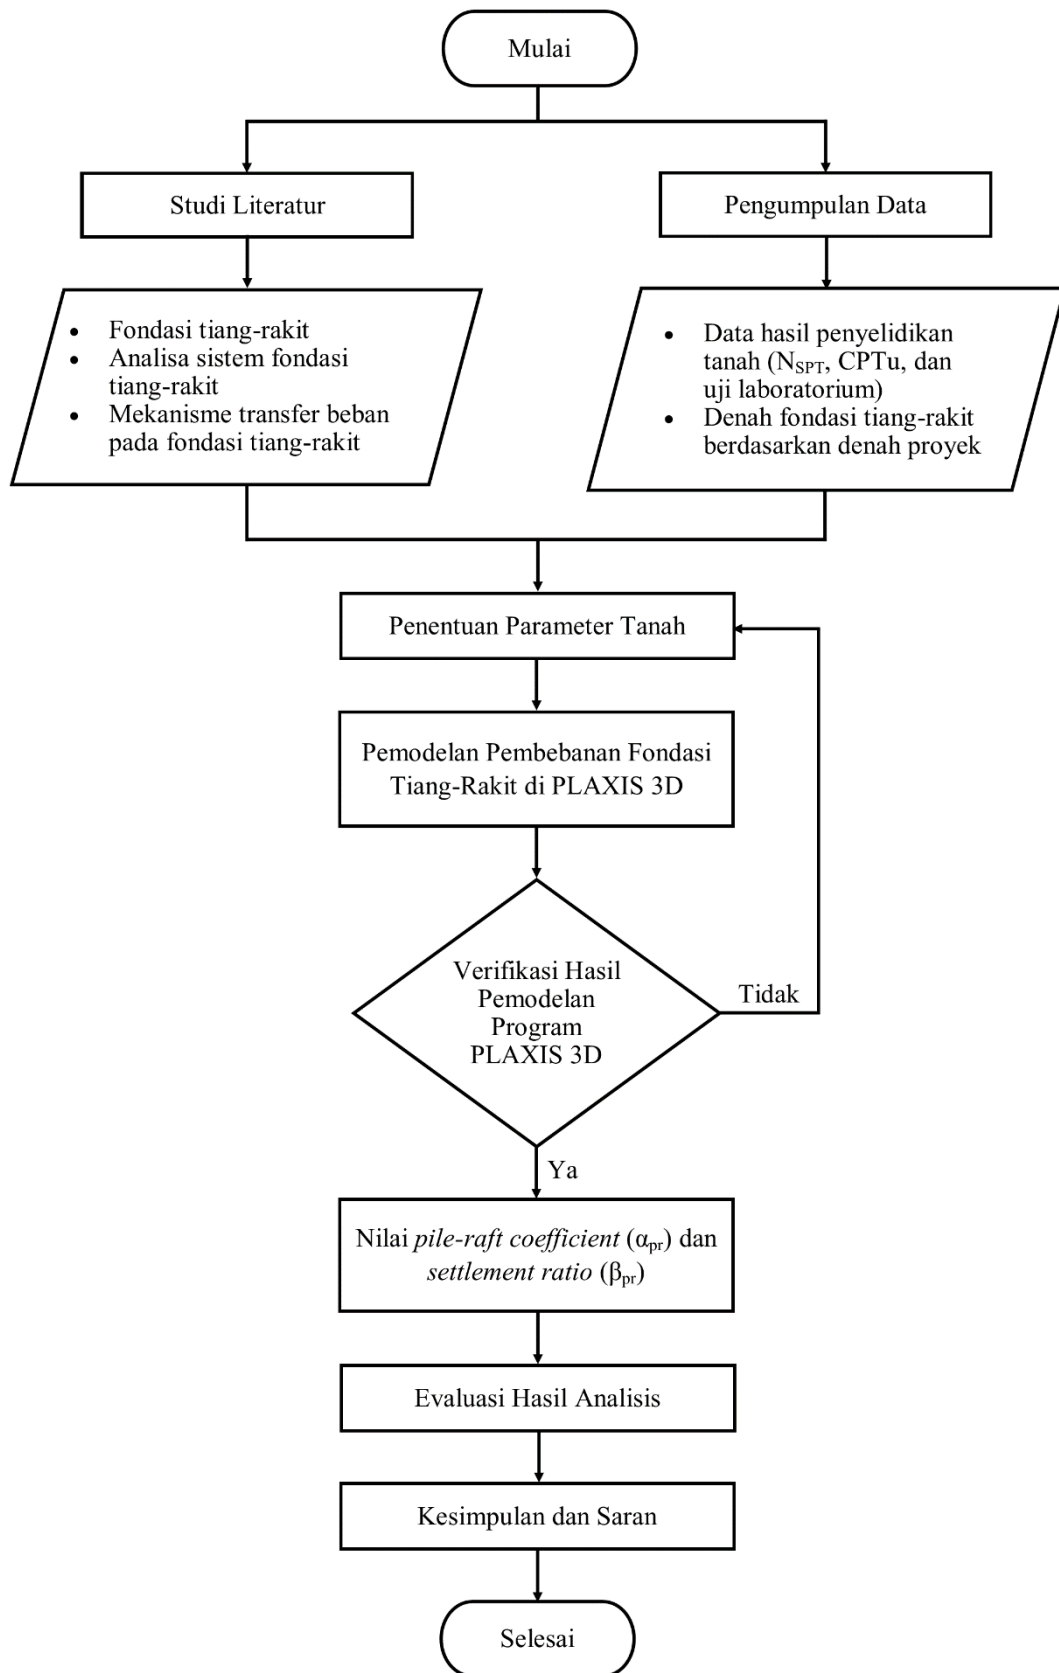 Mulai
Studi Literatur
Pengumpulan Data
• Fondasi tiang-rakit
• Analisa sistem fondasi
tiang-rakit
• Mekanisme transfer beban
pada fondasi tiang-rakit
• Data hasil penyelidikan
tanah (N_SPT, CPTu, dan
uji laboratorium)
• Denah fondasi tiang-rakit
berdasarkan denah proyek
Penentuan Parameter Tanah
Pemodelan Pembebanan Fondasi
Tiang-Rakit di PLAXIS 3D
Verifikasi Hasil
Pemodelan
Program
PLAXIS 3D
Tidak
Ya
Nilai pile-raft coefficient (α_pr) dan
settlement ratio (β_pr)
Evaluasi Hasil Analisis
Kesimpulan dan Saran
Selesai